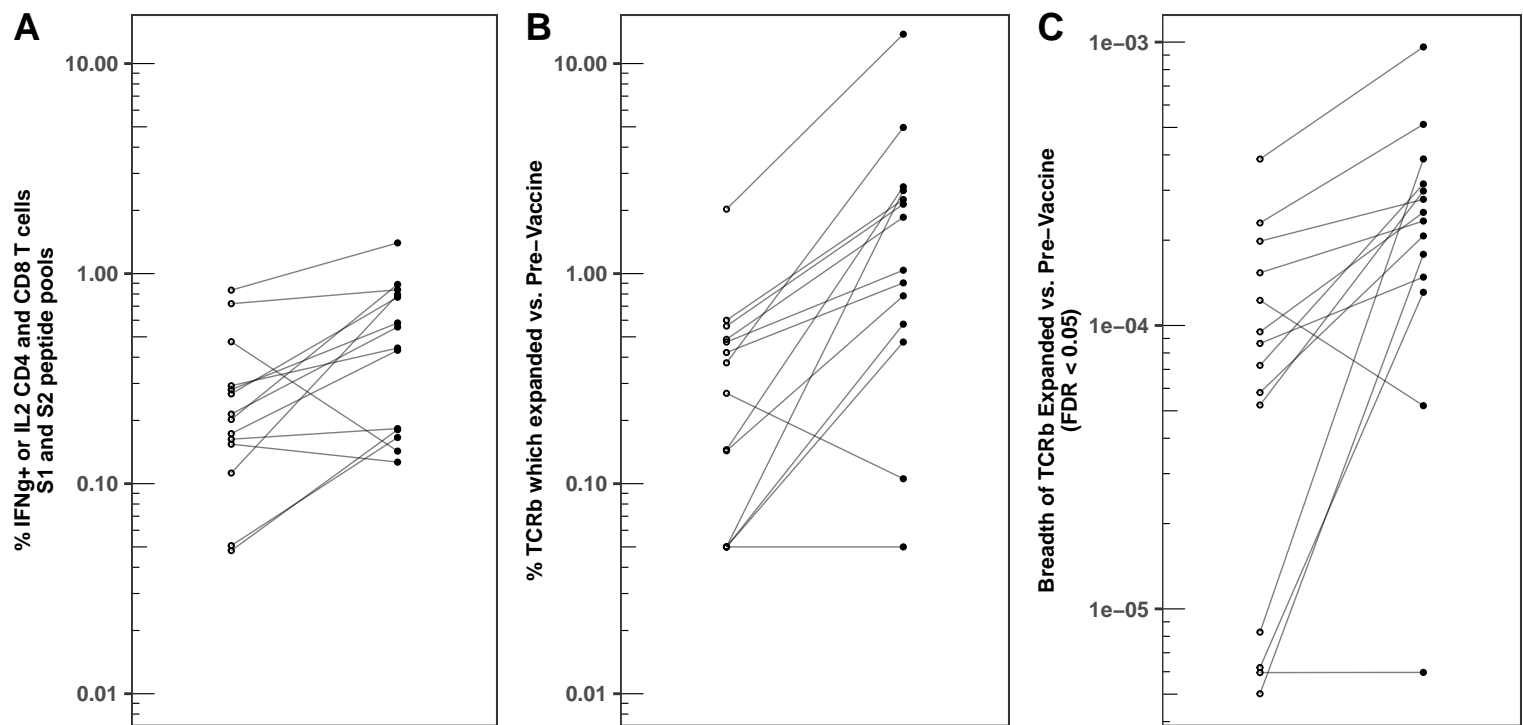 A
% IFNg+ or IL2 CD4 and CD8 T cells
S1 and S2 peptide pools
10.00
1.00
0.10
0.01
B
% TCRb which expanded vs. Pre−Vaccine
10.00
1.00
0.10
0.01
C
Breadth of TCRb Expanded vs. Pre−Vaccine
(FDR < 0.05)
1e−03
1e−04
1e−05